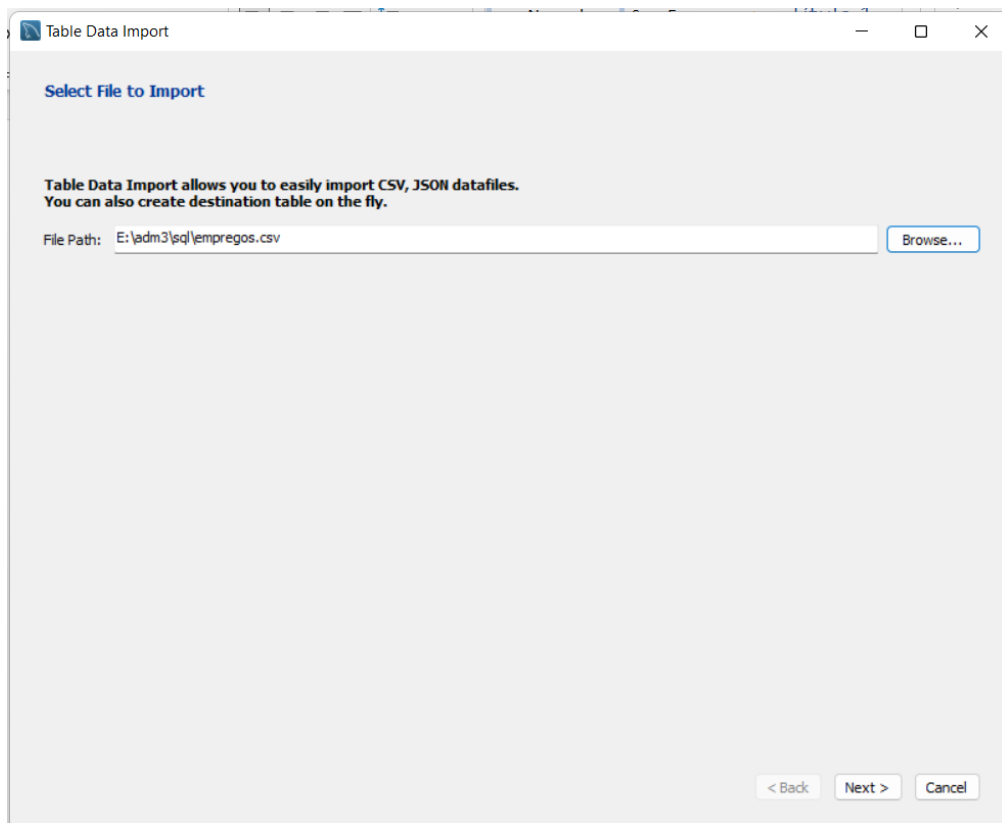 Table Data Import
Select File to Import
Table Data Import allows you to easily import CSV, JSON datafiles.
You can also create destination table on the fly.
File Path: E:\adm3\sql\empregos.csv Browse...
< Back Next > Cancel